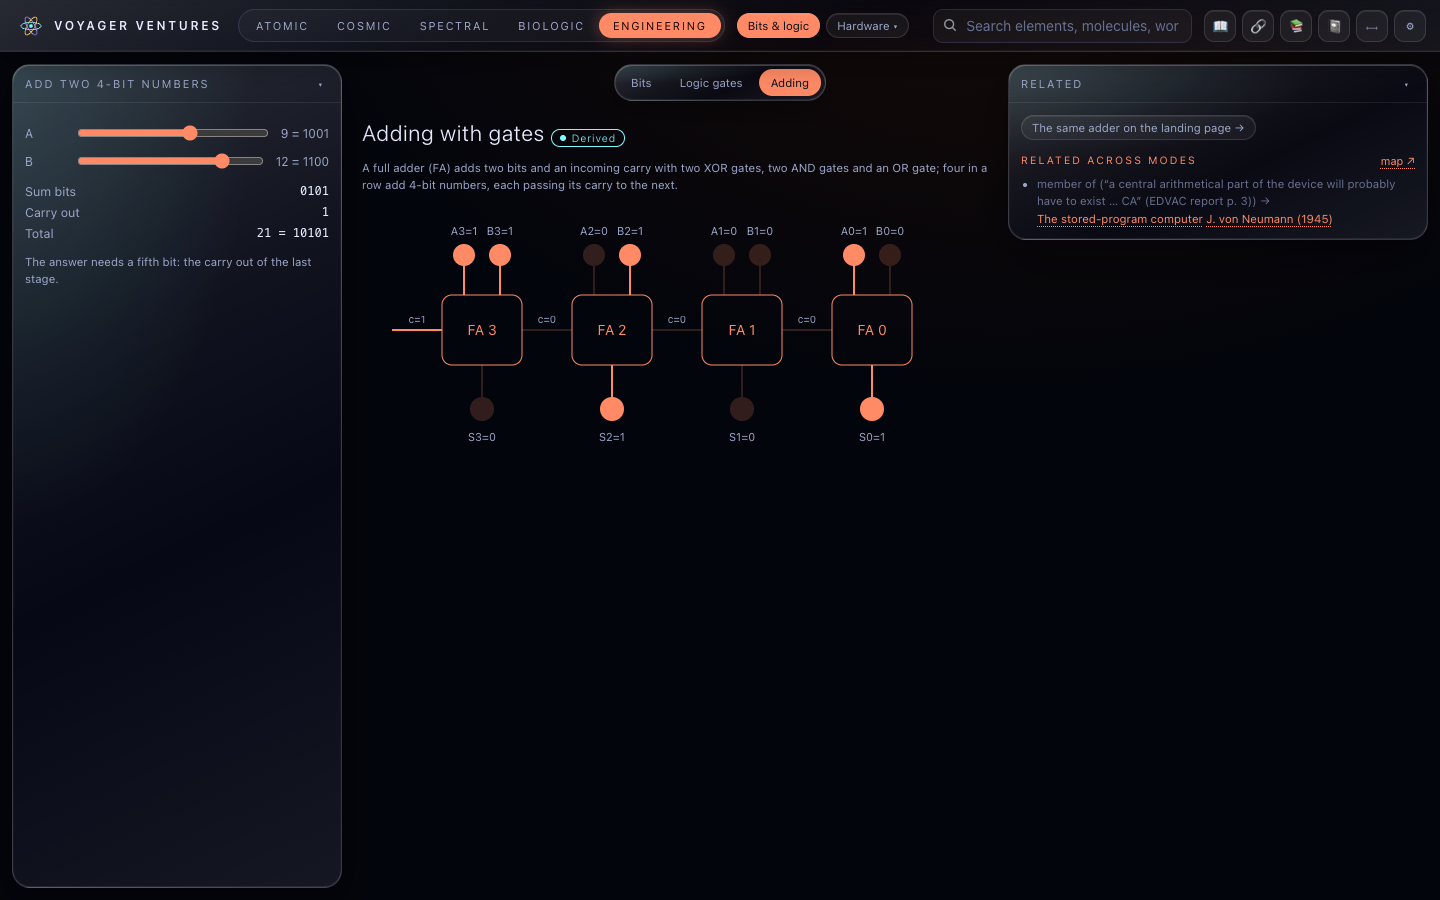 VOYAGER VENTURES
ATOMIC COSMIC SPECTRAL BIOLOGIC ENGINEERING
Bits & logic Hardware ▾
Search elements, molecules, wor
ADD TWO 4-BIT NUMBERS
A 9 = 1001
B 12 = 1100
Sum bits 0101
Carry out 1
Total 21 = 10101
The answer needs a fifth bit: the carry out of the last
stage.
Bits Logic gates Adding
Adding with gates Derived
A full adder (FA) adds two bits and an incoming carry with two XOR gates, two AND gates and an OR gate; four in a
row add 4-bit numbers, each passing its carry to the next.
A3=1 B3=1 A2=0 B2=1 A1=0 B1=0 A0=1 B0=0
c=1 FA 3 c=0 FA 2 c=0 FA 1 c=0 FA 0
S3=0 S2=1 S1=0 S0=1
RELATED
The same adder on the landing page →
RELATED ACROSS MODES map ↗
member of (“a central arithmetical part of the device will probably
have to exist … CA” (EDVAC report p. 3)) →
The stored-program computer J. von Neumann (1945)